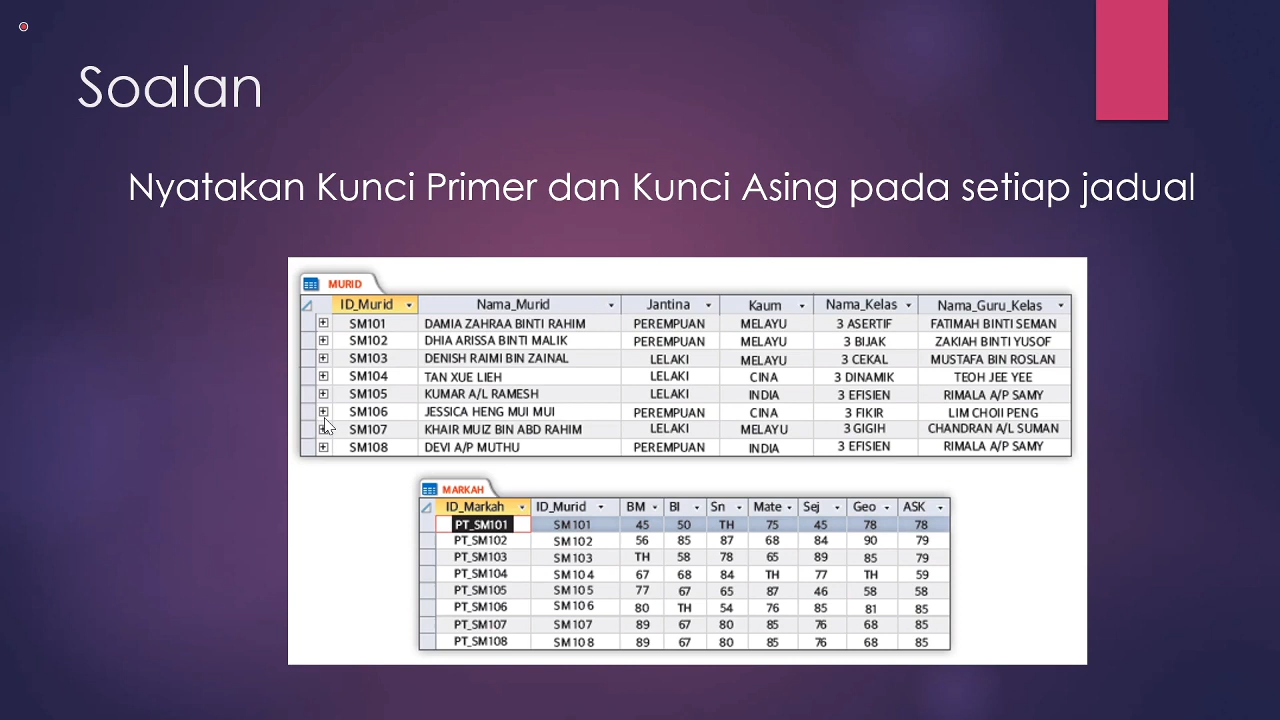 Soalan
Nyatakan Kunci Primer dan Kunci Asing pada setiap jadual
MURID
ID_Murid Nama_Murid Jantina Kaum Nama_Kelas Nama_Guru_Kelas
SM101 DAMIA ZAHRAA BINTI RAHIM PEREMPUAN MELAYU 3 ASERTIF FATIMAH BINTI SEMAN
SM102 DHIA ARISSA BINTI MALIK PEREMPUAN MELAYU 3 BIJAK ZAKIAH BINTI YUSOF
SM103 DENISH RAIMI BIN ZAINAL LELAKI MELAYU 3 CEKAL MUSTAFA BIN ROSLAN
SM104 TAN XUE LIEH LELAKI CINA 3 DINAMIK TEOH JEE YEE
SM105 KUMAR A/L RAMESH LELAKI INDIA 3 EFISIEN RIMALA A/P SAMY
SM106 JESSICA HENG MUI MUI PEREMPUAN CINA 3 FIKIR LIM CHOII PENG
SM107 KHAIR MUIZ BIN ABD RAHIM LELAKI MELAYU 3 GIGIH CHANDRAN A/L SUMAN
SM108 DEVI A/P MUTHU PEREMPUAN INDIA 3 EFISIEN RIMALA A/P SAMY
MARKAH
ID_Markah ID_Murid BM BI Sn Mate Sej Geo ASK
PT_SM101 SM101 45 50 TH 75 45 78 78
PT_SM102 SM102 56 85 87 68 84 90 79
PT_SM103 SM103 TH 58 78 65 89 85 79
PT_SM104 SM104 67 68 84 TH 77 TH 59
PT_SM105 SM105 77 67 65 87 46 58 58
PT_SM106 SM106 80 TH 54 76 85 81 85
PT_SM107 SM107 89 67 80 85 76 68 85
PT_SM108 SM108 89 67 80 85 76 68 85